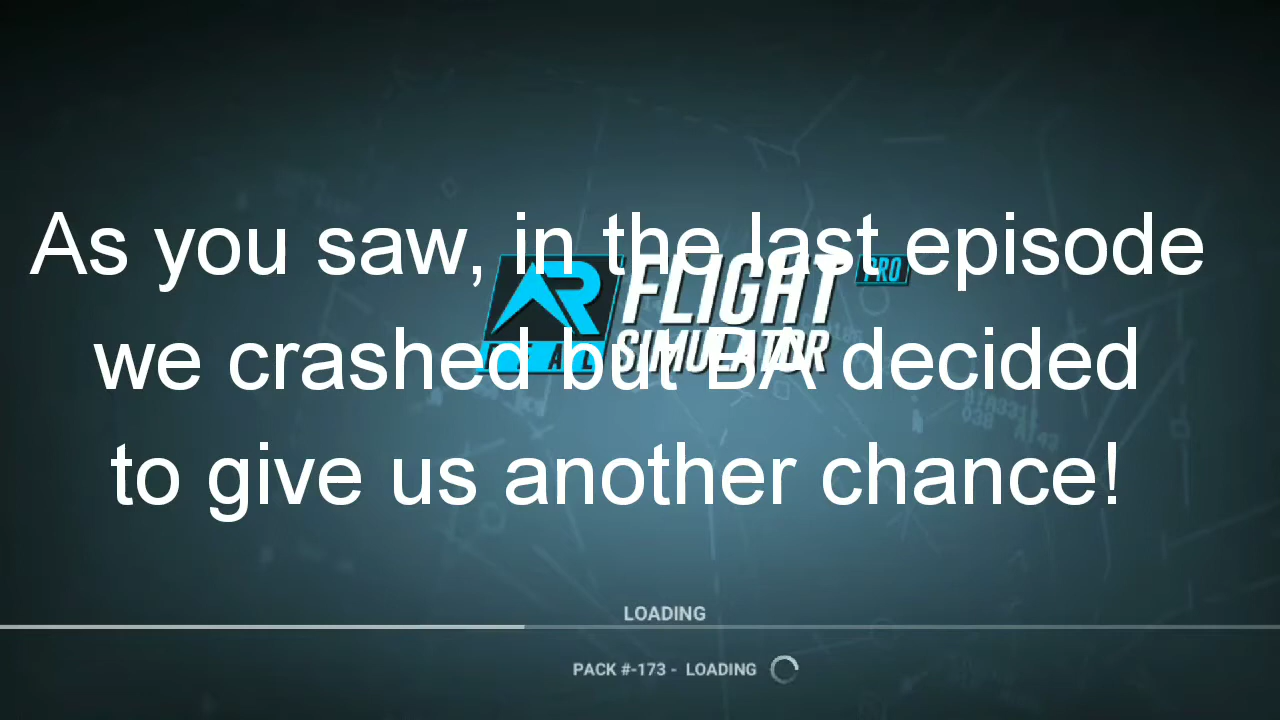 As you saw, in the last episode
FLIGHT PRO
REAL SIMULATOR
we crashed but BA decided
to give us another chance!
LOADING
PACK #-173 - LOADING